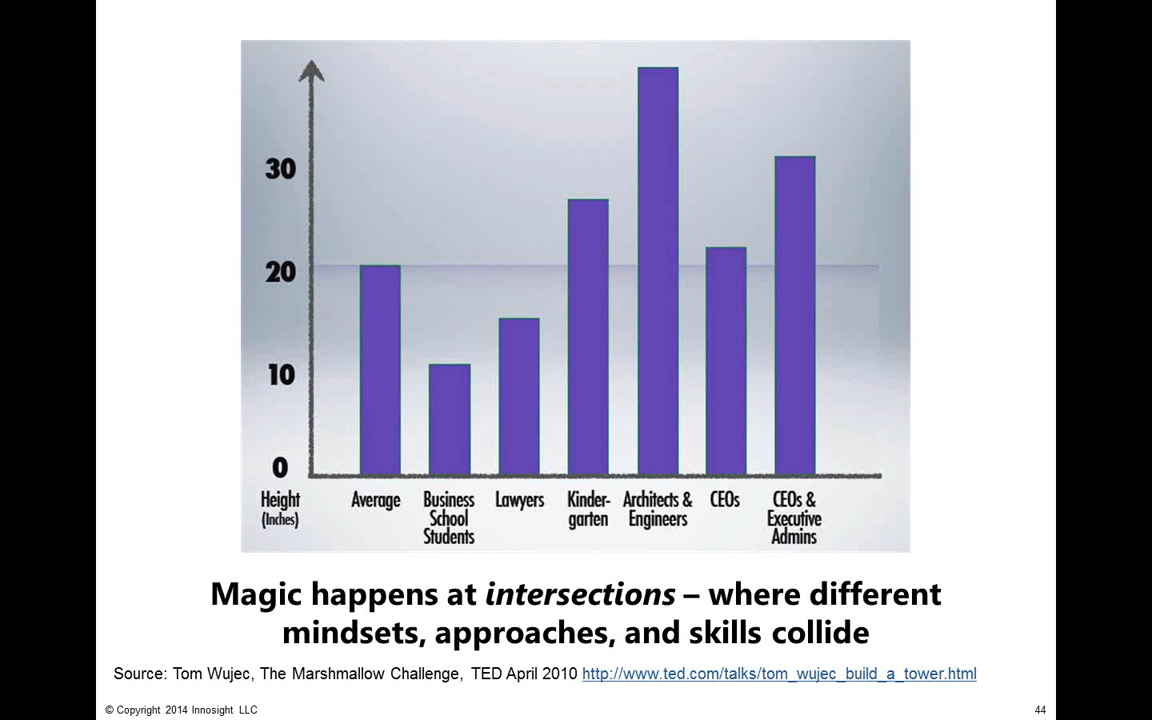 30
20
10
0
Height
(Inches)
Average
Business
School
Students
Lawyers
Kinder-
garten
Architects &
Engineers
CEOs
CEOs &
Executive
Admins
Magic happens at intersections – where different
mindsets, approaches, and skills collide
Source: Tom Wujec, The Marshmallow Challenge, TED April 2010 http://www.ted.com/talks/tom_wujec_build_a_tower.html
© Copyright 2014 Innosight LLC
44